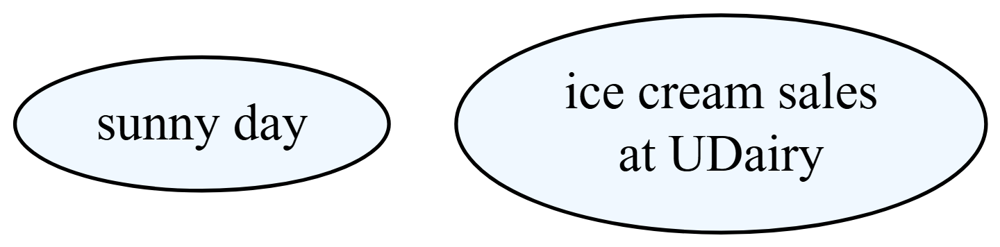 sunny day
ice cream sales
at UDairy